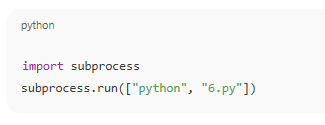 python
import subprocess
subprocess.run(["python", "6.py"])